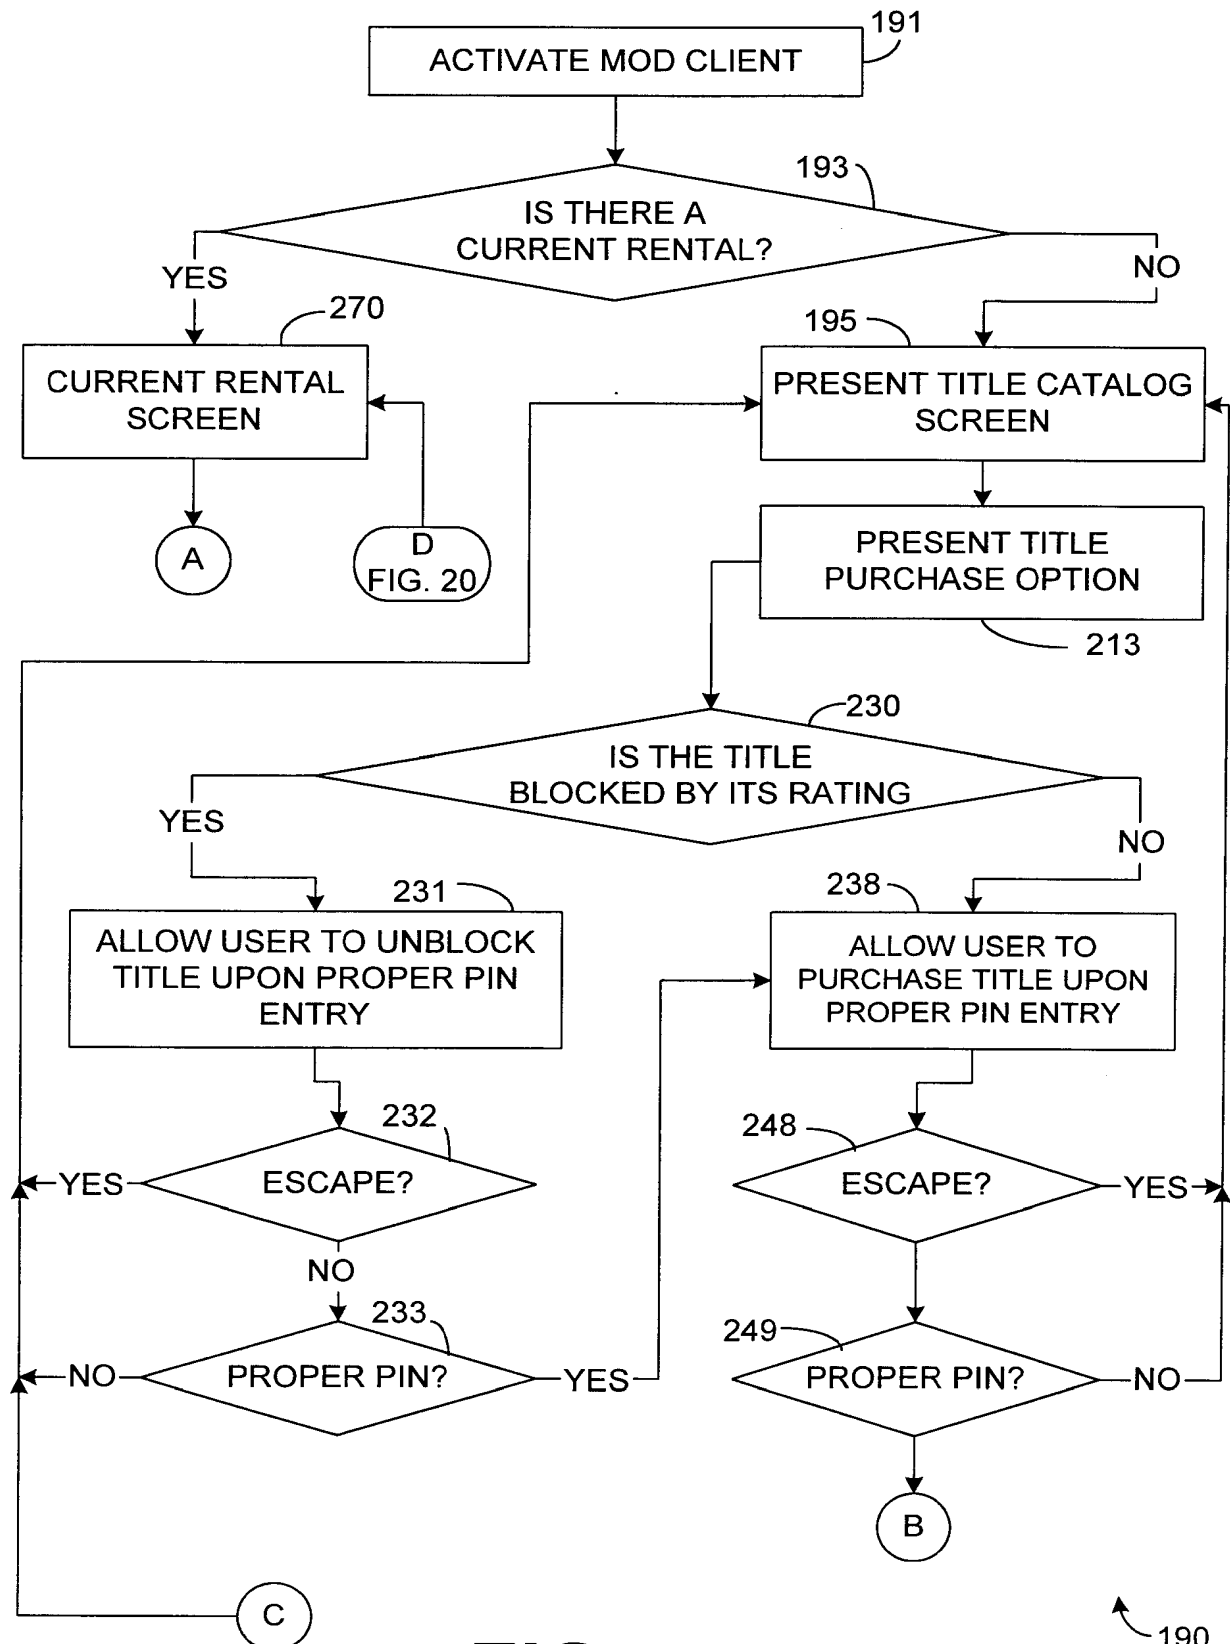 191
ACTIVATE MOD CLIENT
193
IS THERE A
CURRENT RENTAL?
YES
NO
270
195
CURRENT RENTAL
SCREEN
PRESENT TITLE CATALOG
SCREEN
A
D
FIG. 20
PRESENT TITLE
PURCHASE OPTION
213
230
IS THE TITLE
BLOCKED BY ITS RATING
YES
NO
231
238
ALLOW USER TO UNBLOCK
TITLE UPON PROPER PIN
ENTRY
ALLOW USER TO
PURCHASE TITLE UPON
PROPER PIN ENTRY
232
248
YES
ESCAPE?
ESCAPE?
YES
NO
233
249
NO
PROPER PIN?
YES
PROPER PIN?
NO
B
C
190